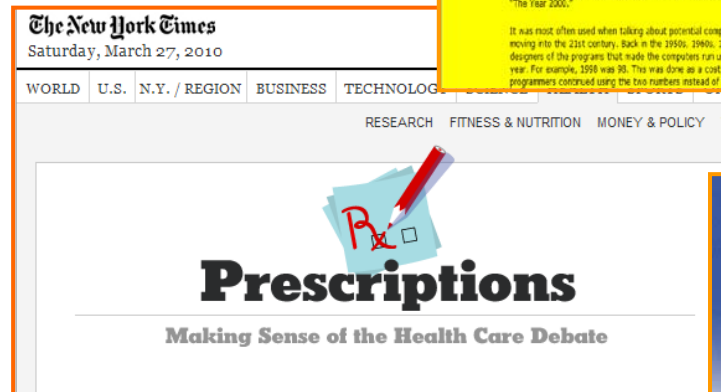 The New York Times
Saturday, March 27, 2010
"The Year 2000."
It was most often used when talking about potential comp
moving into the 21st century. Back in the 1950s, 1960s,
designers of the programs that made the computers run u
year. For example, 1998 was 98. This was done as a cost
programmers continued using the two numbers instead of
WORLD U.S. N.Y. / REGION BUSINESS TECHNOLOGY
RESEARCH FITNESS & NUTRITION MONEY & POLICY
Rx
Prescriptions
Making Sense of the Health Care Debate